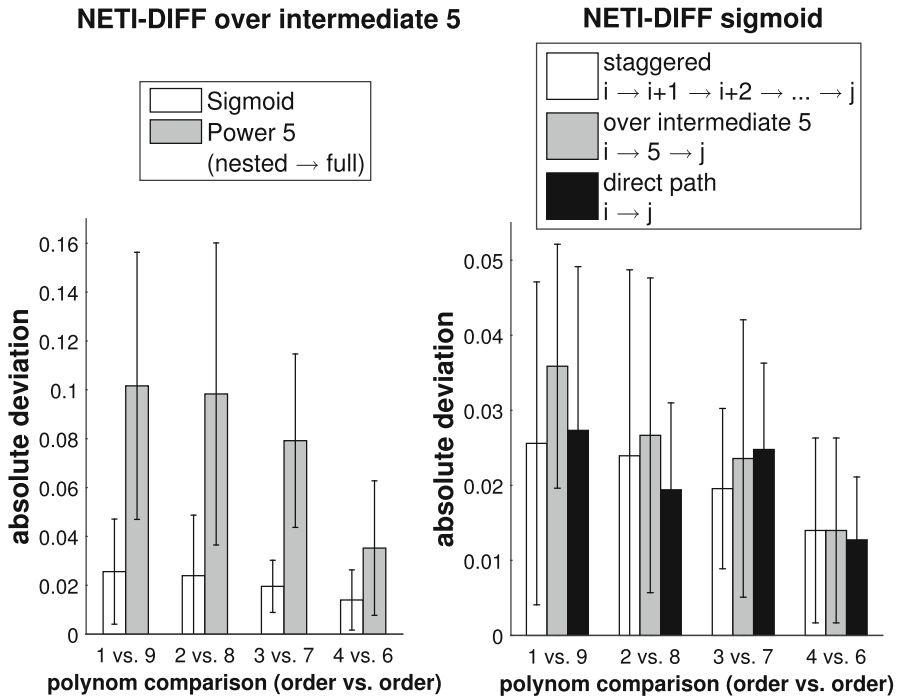 NETI-DIFF over intermediate 5
Sigmoid
Power 5
(nested → full)
0.16
0.14
0.12
0.1
0.08
0.06
0.04
0.02
0
absolute deviation
1 vs. 9 2 vs. 8 3 vs. 7 4 vs. 6
polynom comparison (order vs. order)
NETI-DIFF sigmoid
staggered
i → i+1 → i+2 → ... → j
over intermediate 5
i → 5 → j
direct path
i → j
0.05
0.04
0.03
0.02
0.01
0
absolute deviation
1 vs. 9 2 vs. 8 3 vs. 7 4 vs. 6
polynom comparison (order vs. order)